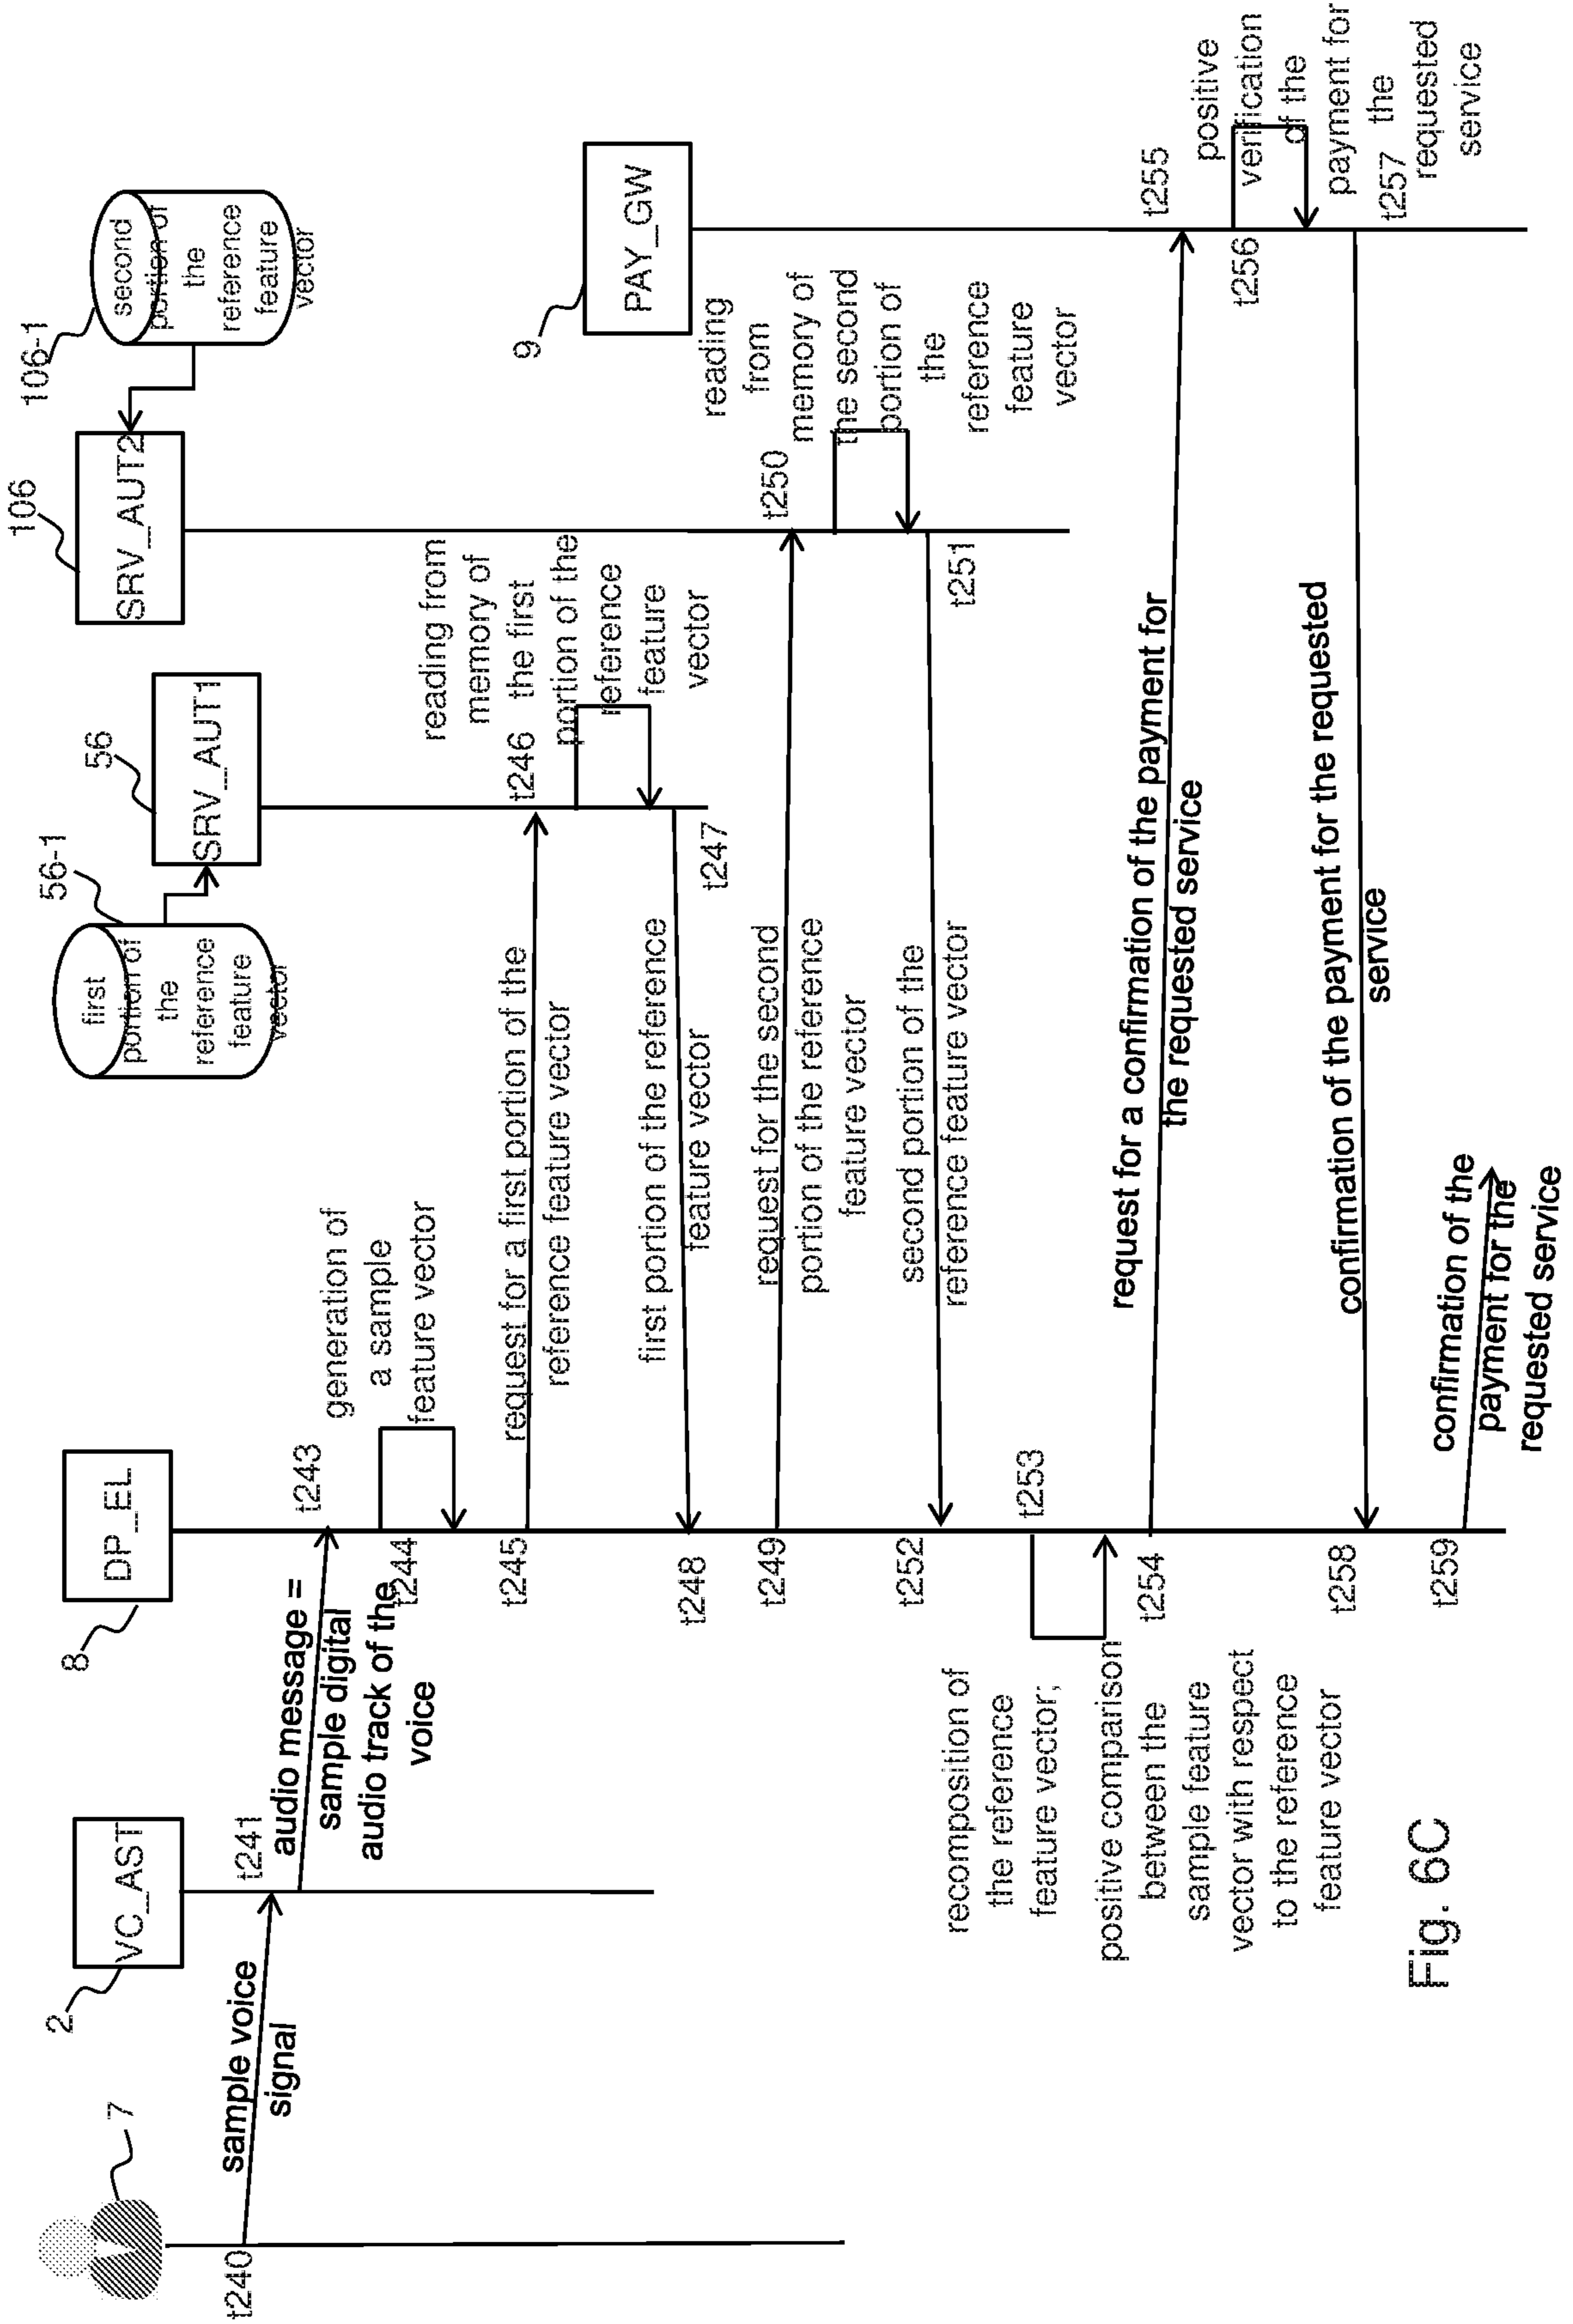 7
2
VC_AST
8
DP_EL
56-1
first
portion of
the
reference
feature
vector
56
SRV_AUT1
106
SRV_AUT2
106-1
second
portion of
the
reference
feature
vector
9
PAY_GW
t240
sample voice
signal
t241
audio message =
sample digital
audio track of the
voice
t243
t244
generation of
a sample
feature vector
t245
request for a first portion of the
reference feature vector
t246
reading from
memory of
the first
portion of the
reference
feature
vector
t247
first portion of the reference
feature vector
t248
t249
request for the second
portion of the reference
feature vector
t250
reading
from
memory of
the second
portion of
the
reference
feature
vector
t251
second portion of the
reference feature vector
t252
t253
recomposition of
the reference
feature vector;
positive comparison
between the
sample feature
vector with respect
to the reference
feature vector
t254
request for a confirmation of the payment for
the requested service
t255
t256
positive
verification
of the
payment for
the
requested
service
t257
confirmation of the payment for the requested
service
t258
t259
confirmation of the
payment for the
requested service
Fig. 6C